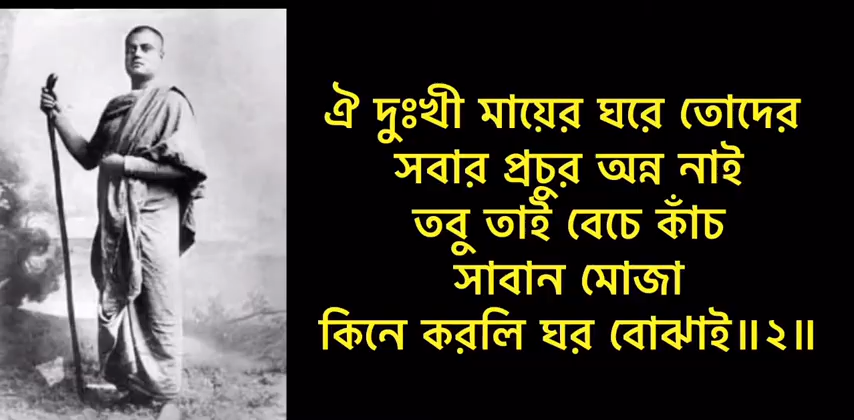 ঐ দুঃখী মায়ের ঘরে তোদের
সবার প্রচুর অন্ন নাই
তবু তাই বেচে কাঁচ
সাবান মোজা
কিনে করলি ঘর বোঝাই॥২॥